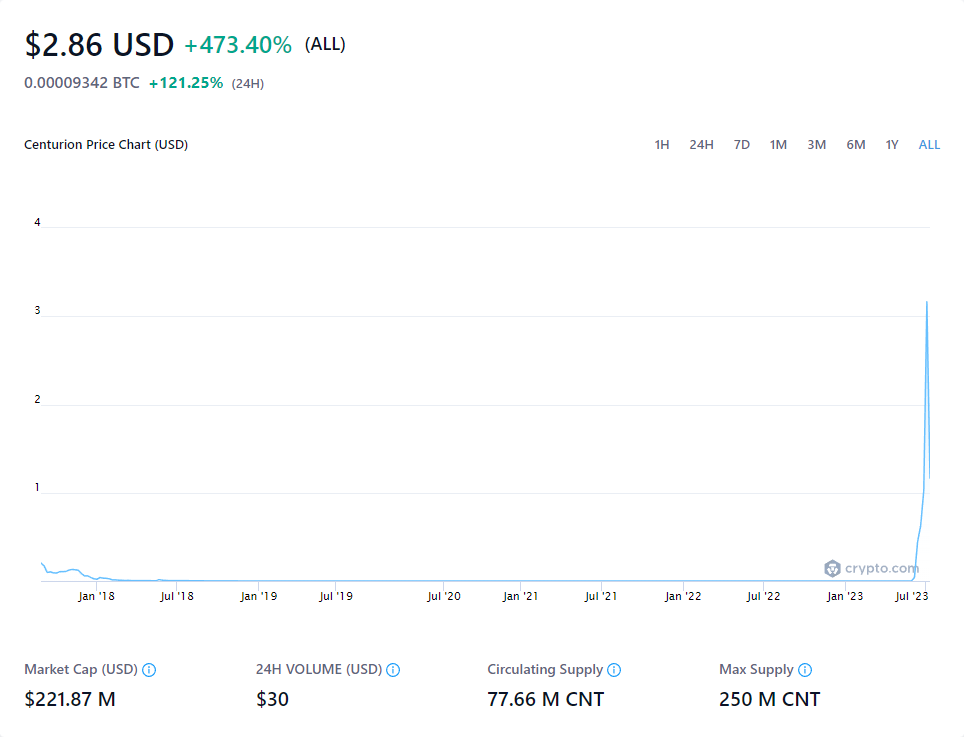 $2.86 USD +473.40% (ALL)
0.00009342 BTC +121.25% (24H)
Centurion Price Chart (USD) 1H 24H 7D 1M 3M 6M 1Y ALL
4
3
2
1
crypto.com
Jan '18 Jul '18 Jan '19 Jul '19 Jul '20 Jan '21 Jul '21 Jan '22 Jul '22 Jan '23 Jul '23
Market Cap (USD) 24H VOLUME (USD) Circulating Supply Max Supply
$221.87 M $30 77.66 M CNT 250 M CNT